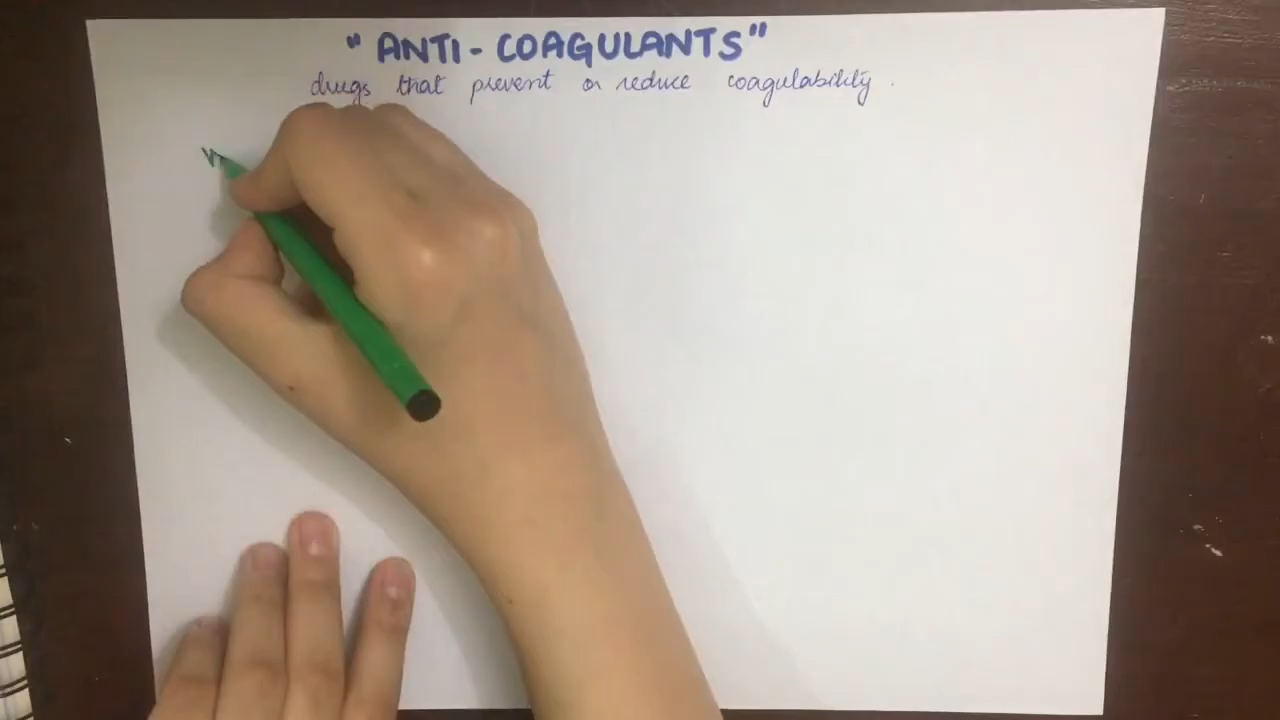 "ANTI-COAGULANTS"
drugs that prevent or reduce coagulability.